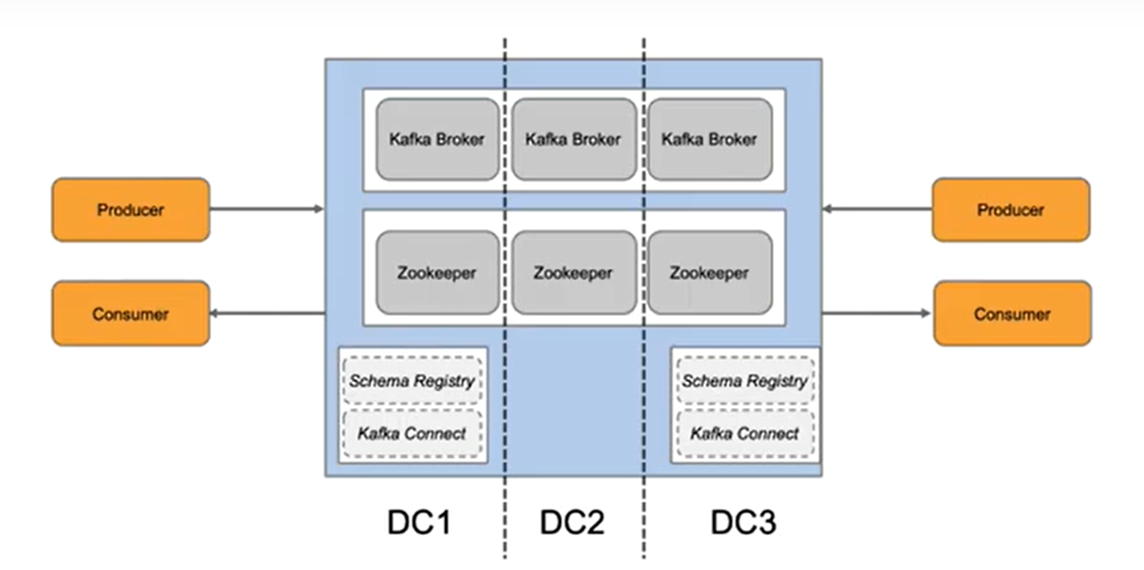 Kafka Broker
Kafka Broker
Kafka Broker
Producer
Producer
Zookeeper
Zookeeper
Zookeeper
Consumer
Consumer
Schema Registry
Schema Registry
Kafka Connect
Kafka Connect
DC1
DC2
DC3